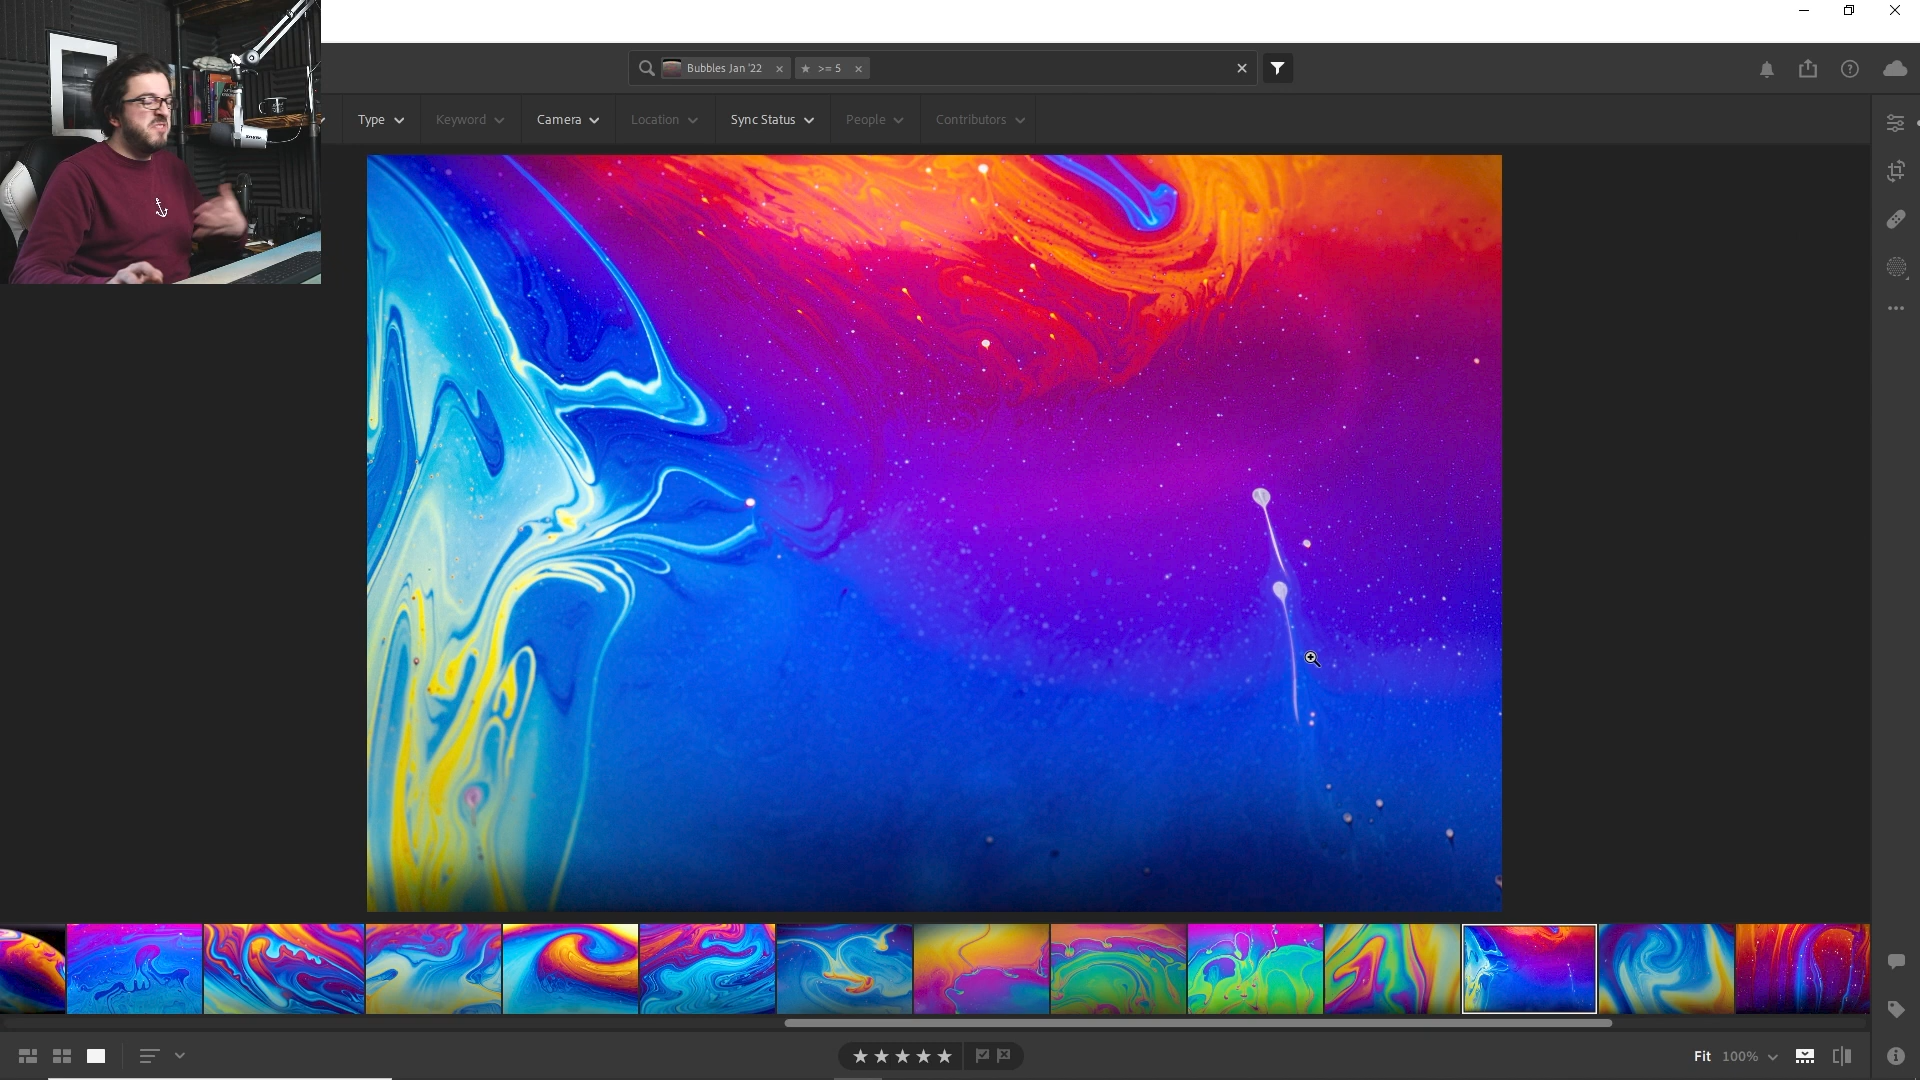 Bubbles Jan '22 × ★ >= 5 ×
Type Keyword Camera Location Sync Status People Contributors
Fit 100%